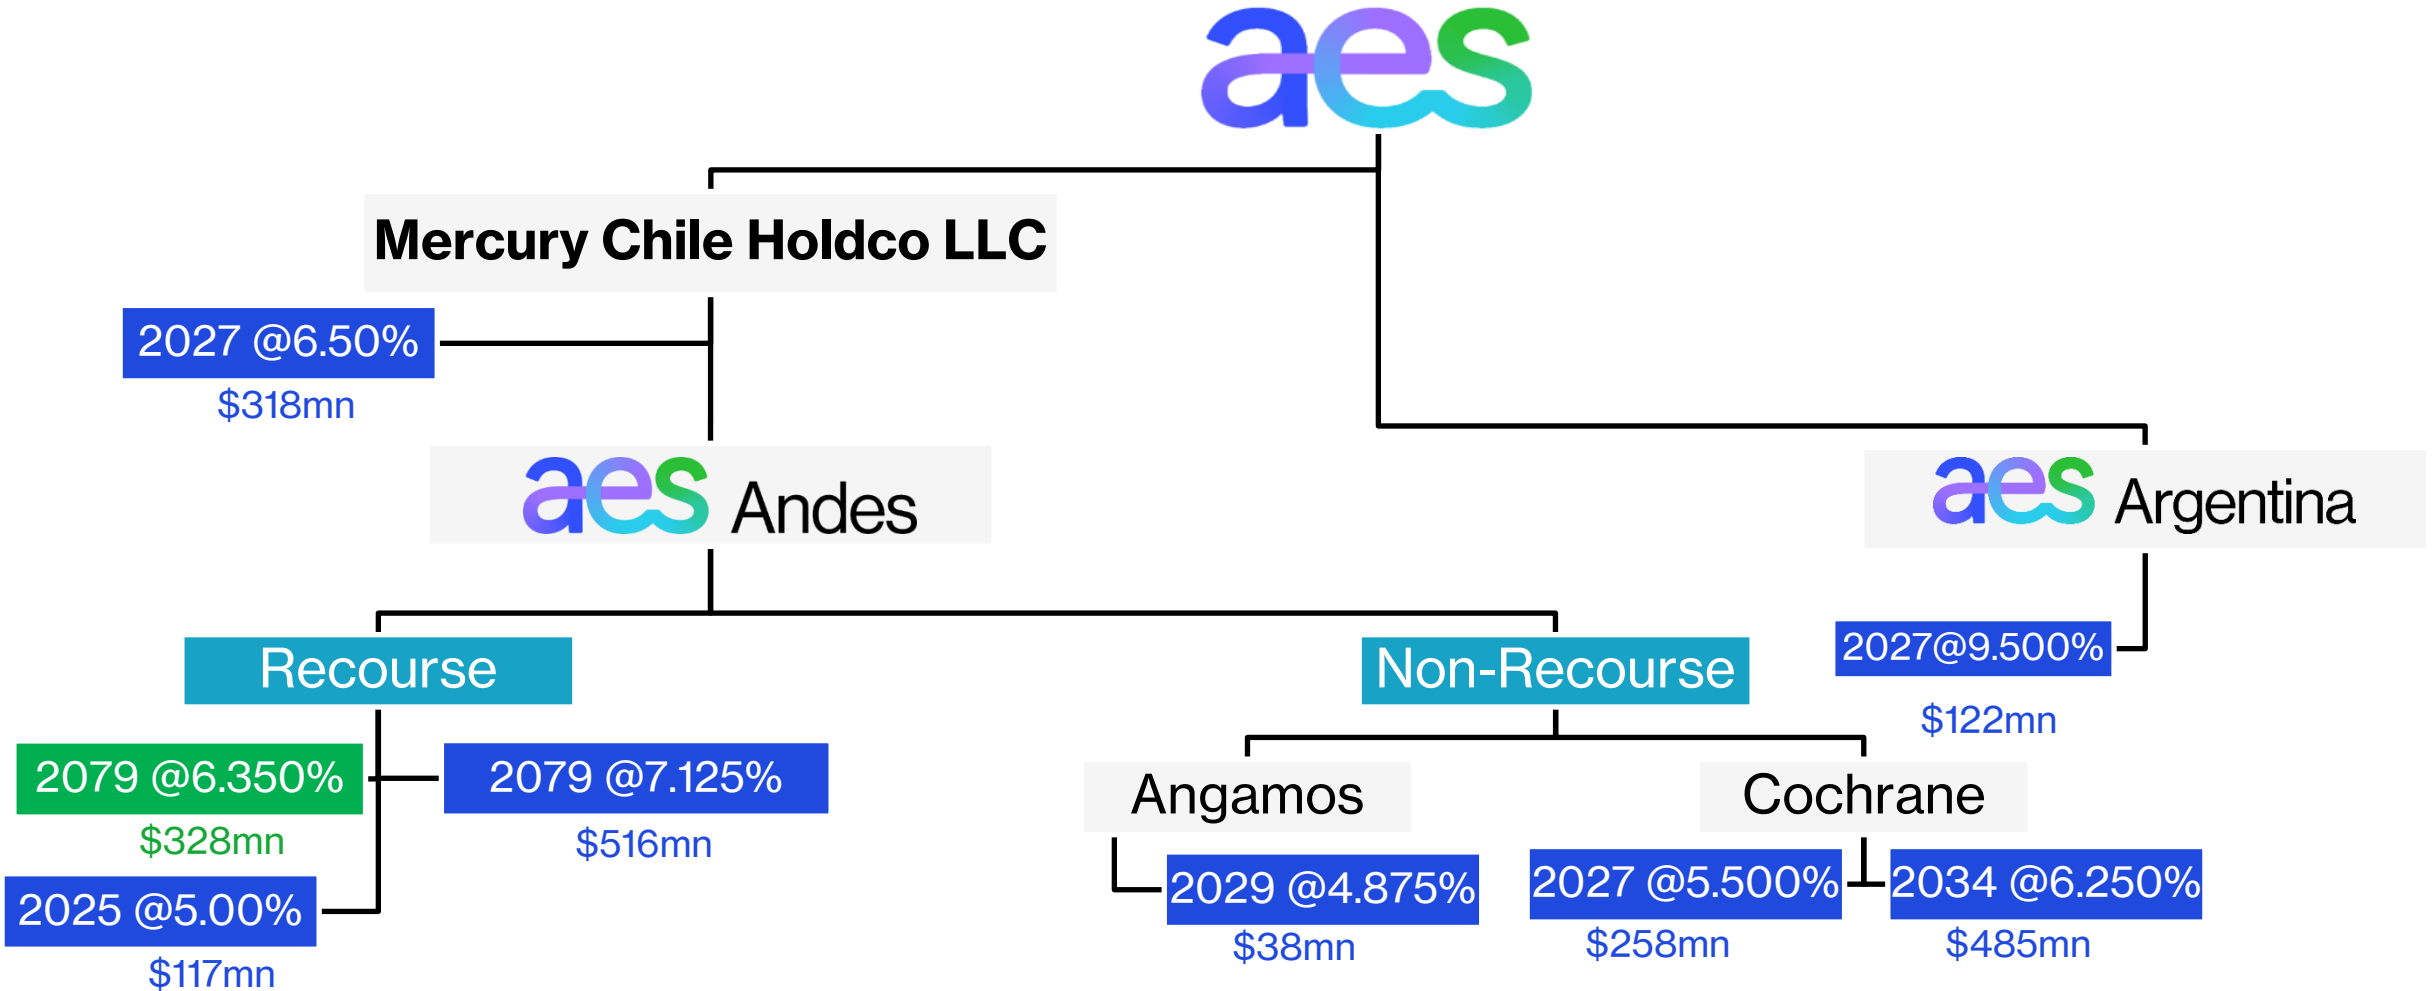 aes
Mercury Chile Holdco LLC
2027 @6.50%
$318mn
aes Andes
aes Argentina
Recourse
Non-Recourse
2027@9.500%
$122mn
2079 @6.350%
$328mn
2079 @7.125%
$516mn
2025 @5.00%
$117mn
Angamos
Cochrane
2029 @4.875%
$38mn
2027 @5.500%
$258mn
2034 @6.250%
$485mn